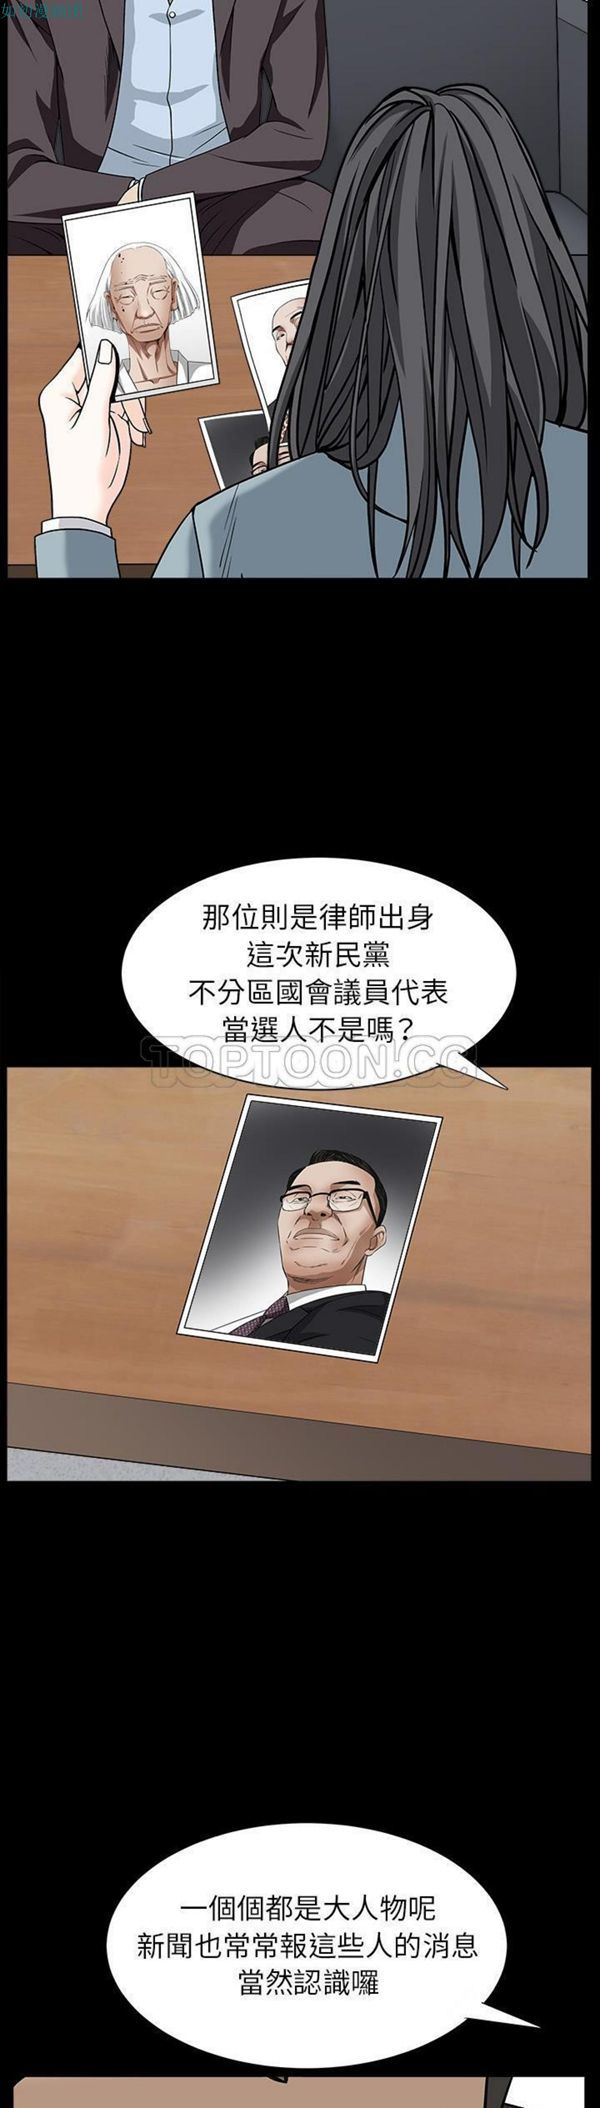 那位則是律師出身
這次新民黨
不分區國會議員代表
當選人不是嗎？
TOPTOON.CC
一個個都是大人物呢
新聞也常常報這些人的消息
當然認識囉